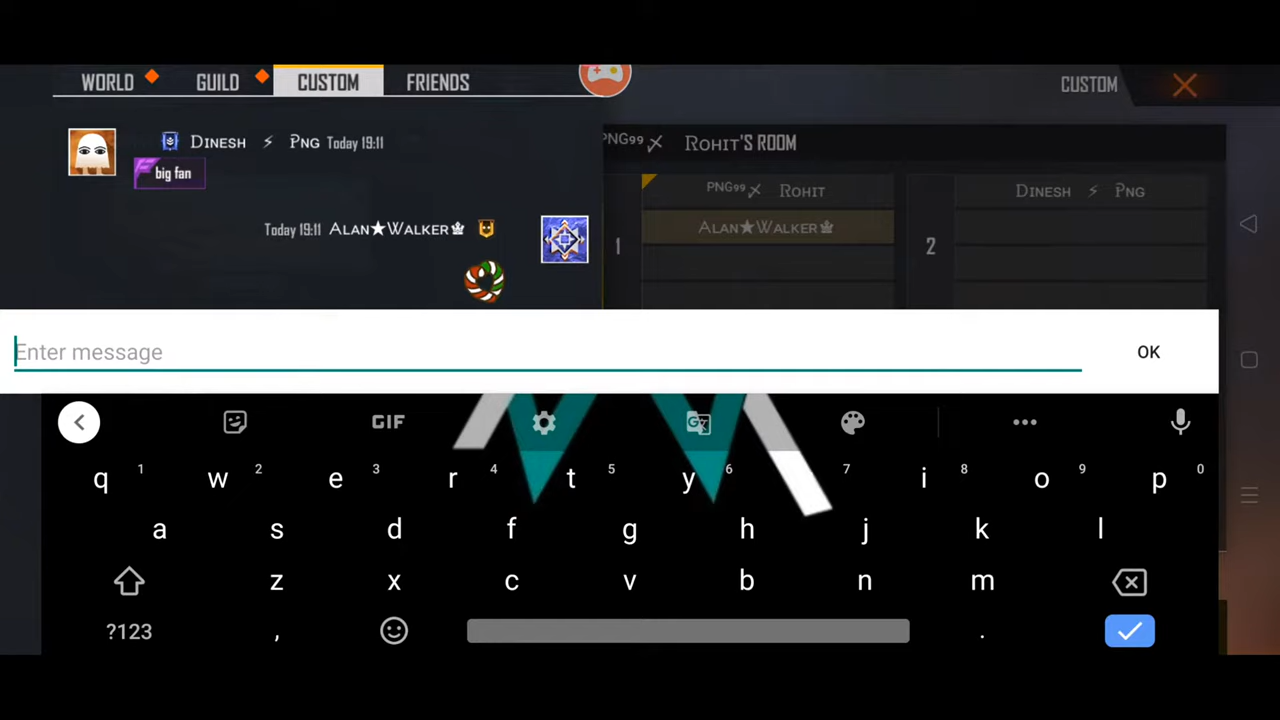 WORLD GUILD CUSTOM FRIENDS
CUSTOM
DINESH ⚡ PNG Today 19:11
big fan
Today 19:11 ALAN★WALKER♔
PNG99 ROHIT'S ROOM
1
PNG99 ROHIT
ALAN★WALKER♔
2
DINESH ⚡ PNG
Enter message
OK
GIF
q 1 w 2 e 3 r 4 t 5 y 6 7 i 8 o 9 p 0
a s d f g h j k l
z x c v b n m
?123 , .